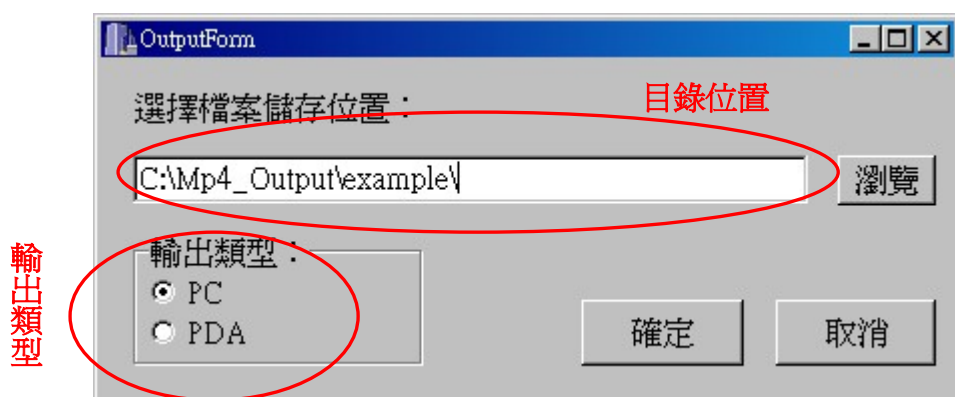 OutputForm
選擇檔案儲存位置：
目錄位置
C:\Mp4_Output\example\
瀏覽
輸出類型
輸出類型：
PC
PDA
確定
取消